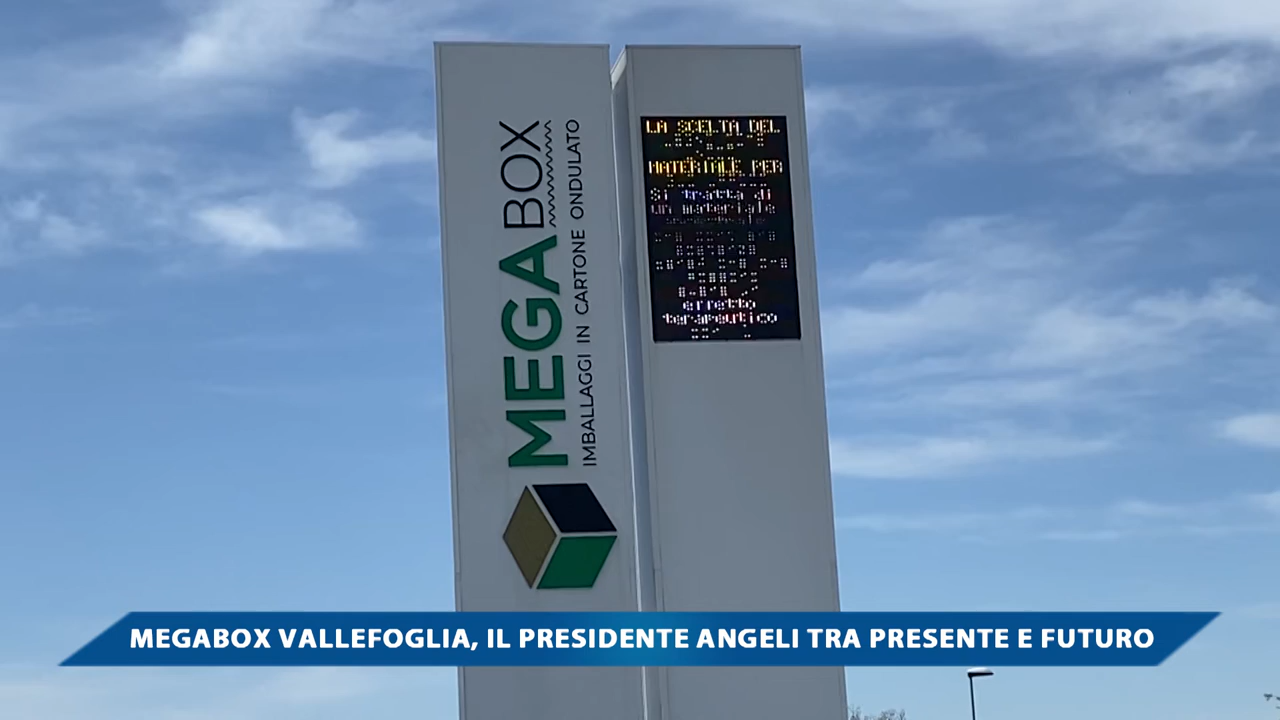 MEGABOX
IMBALLAGGI IN CARTONE ONDULATO
LA SCELTA DEL
MATERIALE PER
Si tratta di
un materiale
effetto
terapeutico
MEGABOX VALLEFOGLIA, IL PRESIDENTE ANGELI TRA PRESENTE E FUTURO